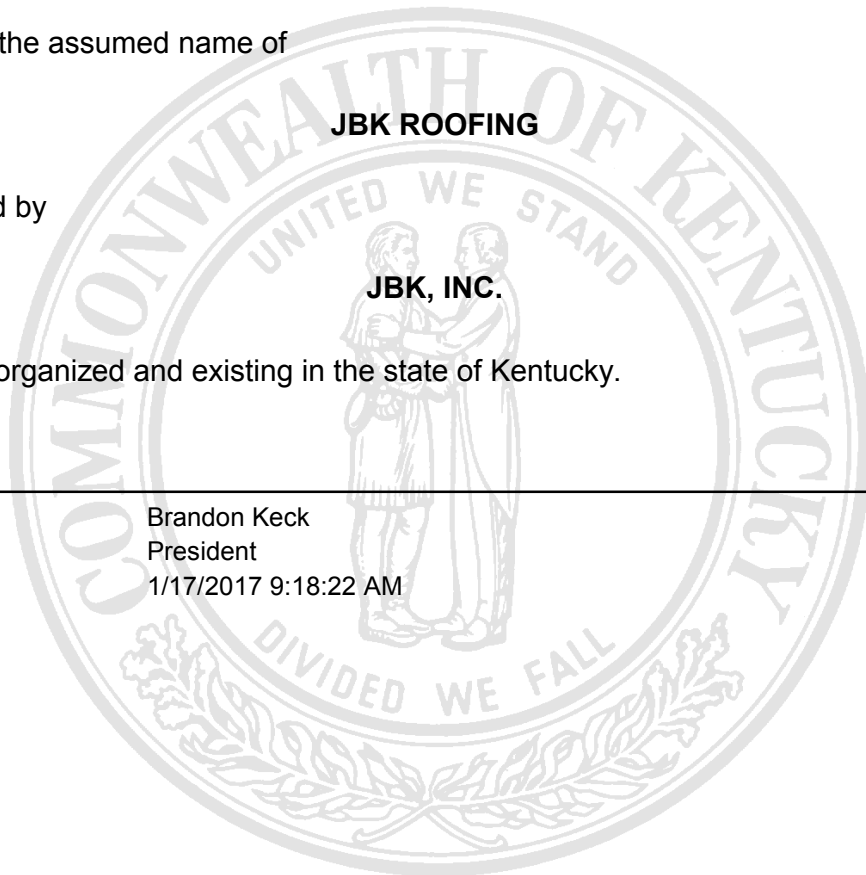 the assumed name of
JBK ROOFING
d by
JBK, INC.
organized and existing in the state of Kentucky.
Brandon Keck
President
1/17/2017 9:18:22 AM
COMMONWEALTH OF KENTUCKY
UNITED WE STAND
DIVIDED WE FALL